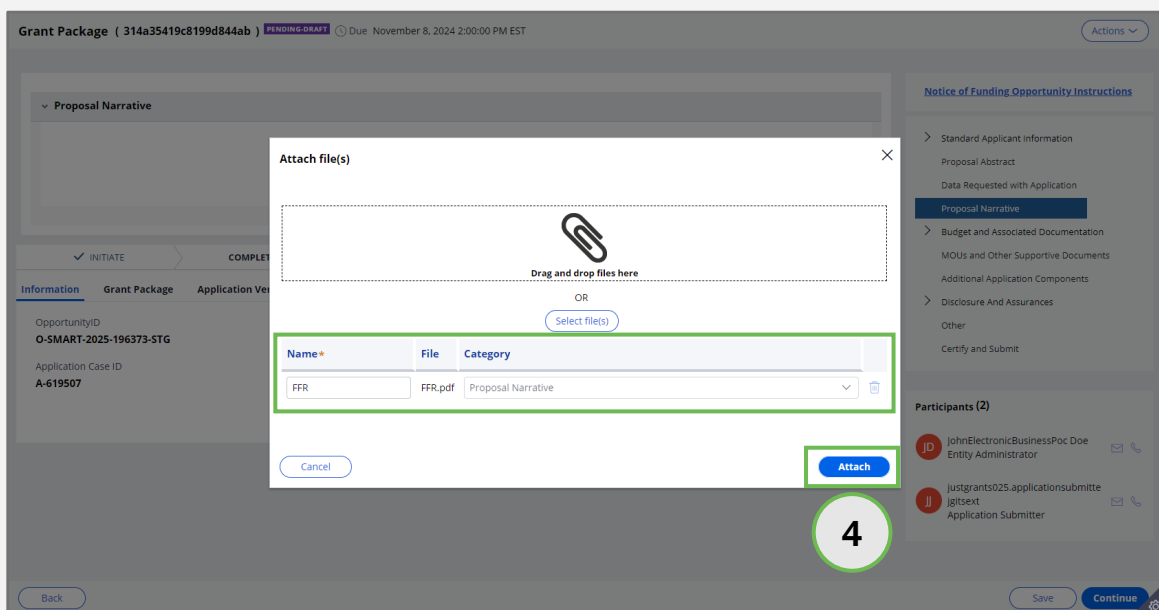 Grant Package ( 314a35419c8199d844ab ) PENDING-DRAFT Due November 8, 2024 2:00:00 PM EST
Actions
Proposal Narrative
Notice of Funding Opportunity Instructions
Standard Applicant Information
Proposal Abstract
Data Requested with Application
Proposal Narrative
Budget and Associated Documentation
MOUs and Other Supportive Documents
Additional Application Components
Disclosure And Assurances
Other
Certify and Submit
Attach file(s)
Drag and drop files here
OR
Select file(s)
Name* File Category
FFR FFR.pdf Proposal Narrative
Cancel
Attach
4
INITIATE COMPLET
Information Grant Package Application Ver
OpportunityID
O-SMART-2025-196373-STG
Application Case ID
A-619507
Participants (2)
JD
JohnElectronicBusinessPoc Doe
Entity Administrator
JJ
justgrants025.applicationsubmitte
jgitsext
Application Submitter
Back
Save
Continue